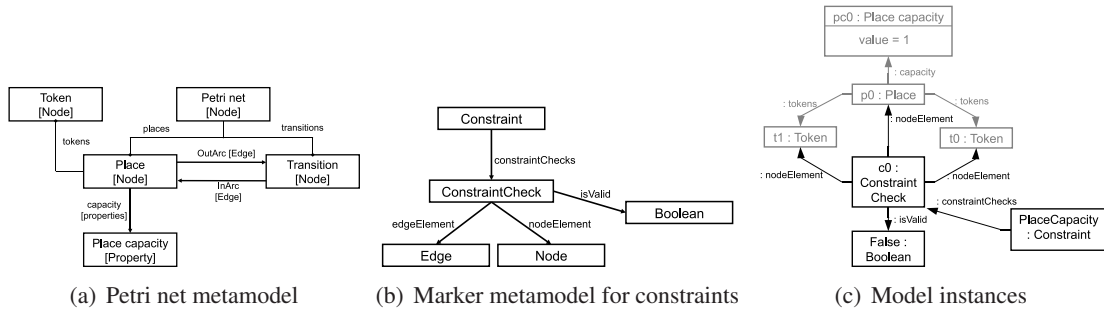 Token
[Node]
Petri net
[Node]
tokens
places
transitions
Place
[Node]
OutArc [Edge]
InArc
[Edge]
Transition
[Node]
capacity
[properties]
Place capacity
[Property]
(a) Petri net metamodel
Constraint
constraintChecks
ConstraintCheck
isValid
Boolean
edgeElement
nodeElement
Edge
Node
(b) Marker metamodel for constraints
pc0 : Place capacity
value = 1
: capacity
p0 : Place
: tokens
: tokens
: nodeElement
t1 : Token
t0 : Token
c0 :
Constraint
Check
: nodeElement
: nodeElement
: constraintChecks
: isValid
PlaceCapacity
: Constraint
False :
Boolean
(c) Model instances